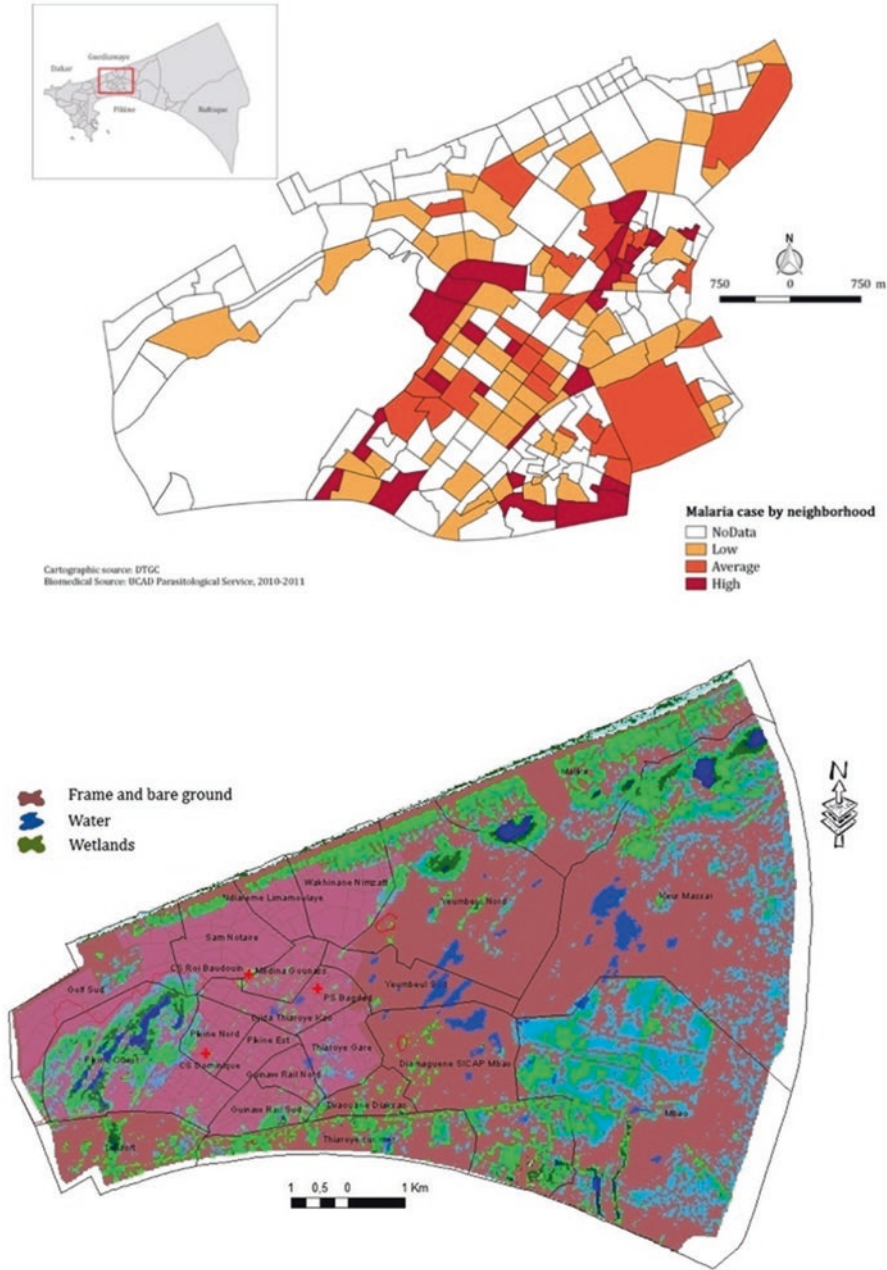 Guediawaye
Dakar
Pikine
Rufisque
N
750 0 750 m
Malaria case by neighborhood
NoData
Low
Average
High
Cartographic source: DTGC
Biomedical Source: UCAD Parasitological Service, 2010-2011
N
Frame and bare ground
Water
Wetlands
Malika
Wakhinane Nimzatt
Ndiareme Limamoulaye
Yeumbeul Nord
Keur Massar
Sam Notaire
CS Roi Baudouin
Medina Gounass
Golf Sud
PS Bagdad
Yeumbeul Sud
Djida Thiaroye Kao
Pikine Nord
Pikine Est
Thiaroye Gare
Pikine Ouest
CS Dominique
Diamaguene SICAP Mbao
Guinaw Rail Nord
Guinaw Rail Sud
Mbao
Thiaroye sur mer
1 0,5 0 1 Km